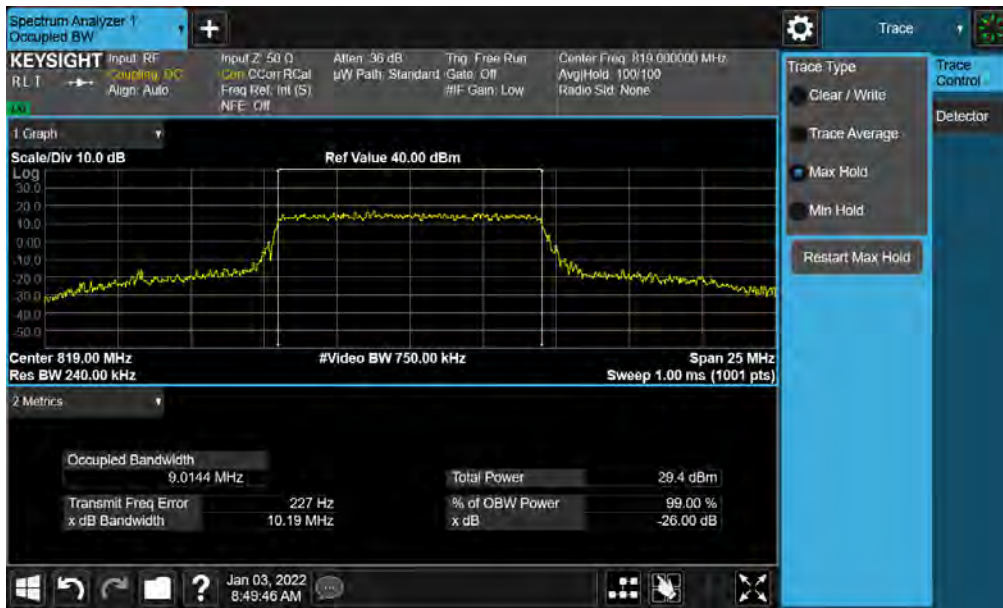 Spectrum Analyzer 1
Occupied BW
+
Trace
KEYSIGHT
Input: RF
Coupling: DC
Align: Auto
RLT
Input Z: 50 Ω
Corr CCorr RCal
Freq Ref: Int (S)
NFE: Off
Atten: 36 dB
µW Path: Standard
Trig: Free Run
Gate: Off
#IF Gain: Low
Center Freq: 819.000000 MHz
Avg|Hold: 100/100
Radio Std: None
Trace Type
Clear / Write
Trace Average
Max Hold
Min Hold
Restart Max Hold
Trace
Control
Detector
1 Graph
Scale/Div 10.0 dB
Ref Value 40.00 dBm
Log
30.0
20.0
10.0
0.00
-10.0
-20.0
-30.0
-40.0
-50.0
Center 819.00 MHz
#Video BW 750.00 kHz
Span 25 MHz
Res BW 240.00 kHz
Sweep 1.00 ms (1001 pts)
2 Metrics
Occupied Bandwidth
9.0144 MHz
Total Power
29.4 dBm
Transmit Freq Error
227 Hz
% of OBW Power
99.00 %
x dB Bandwidth
10.19 MHz
x dB
-26.00 dB
?
Jan 03, 2022
8:49:46 AM